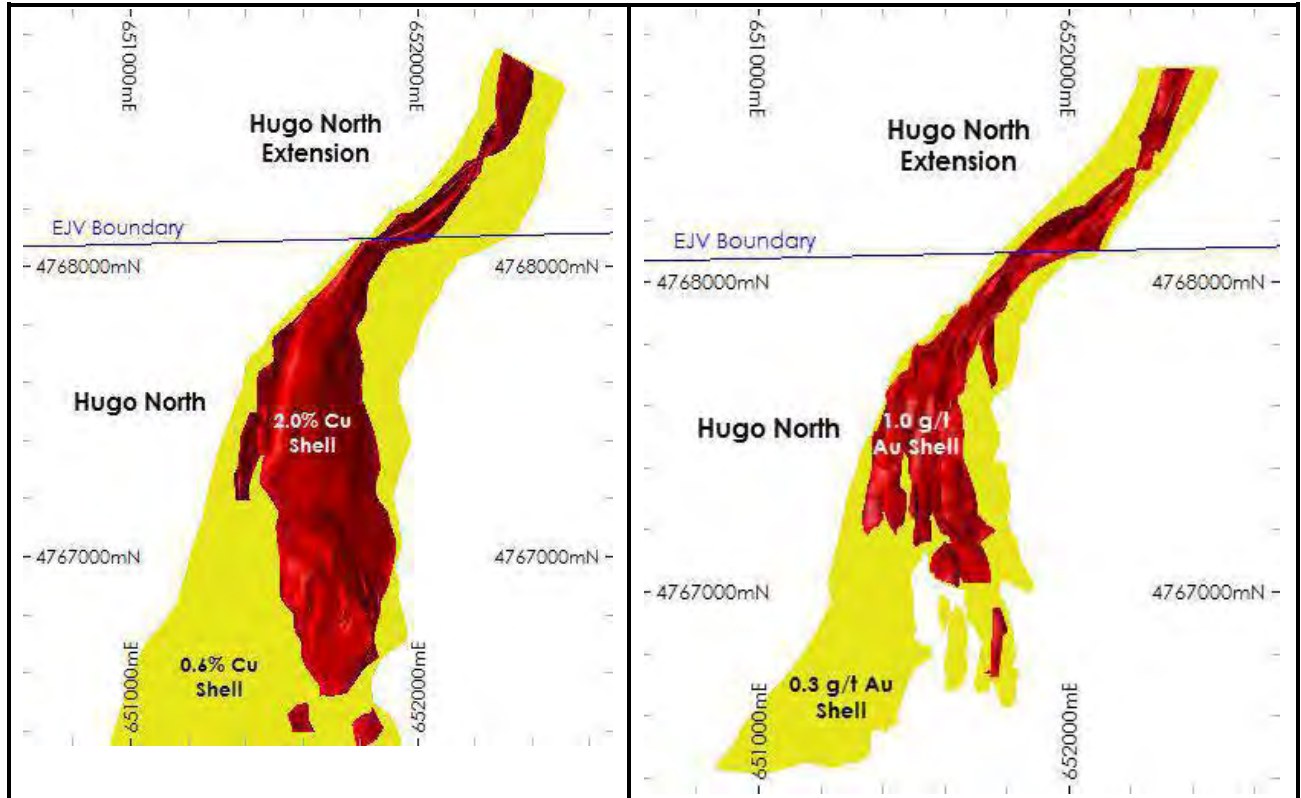 651000mE
652000mE
Hugo North
Extension
EJV Boundary
4768000mN
4768000mN
Hugo North
2.0% Cu
Shell
4767000mN
4767000mN
0.6% Cu
Shell
651000mE
652000mE
651000mE
652000mE
Hugo North
Extension
EJV Boundary
4768000mN
4768000mN
Hugo North
1.0 g/t
Au Shell
4767000mN
4767000mN
0.3 g/t Au
Shell
651000mE
652000mE